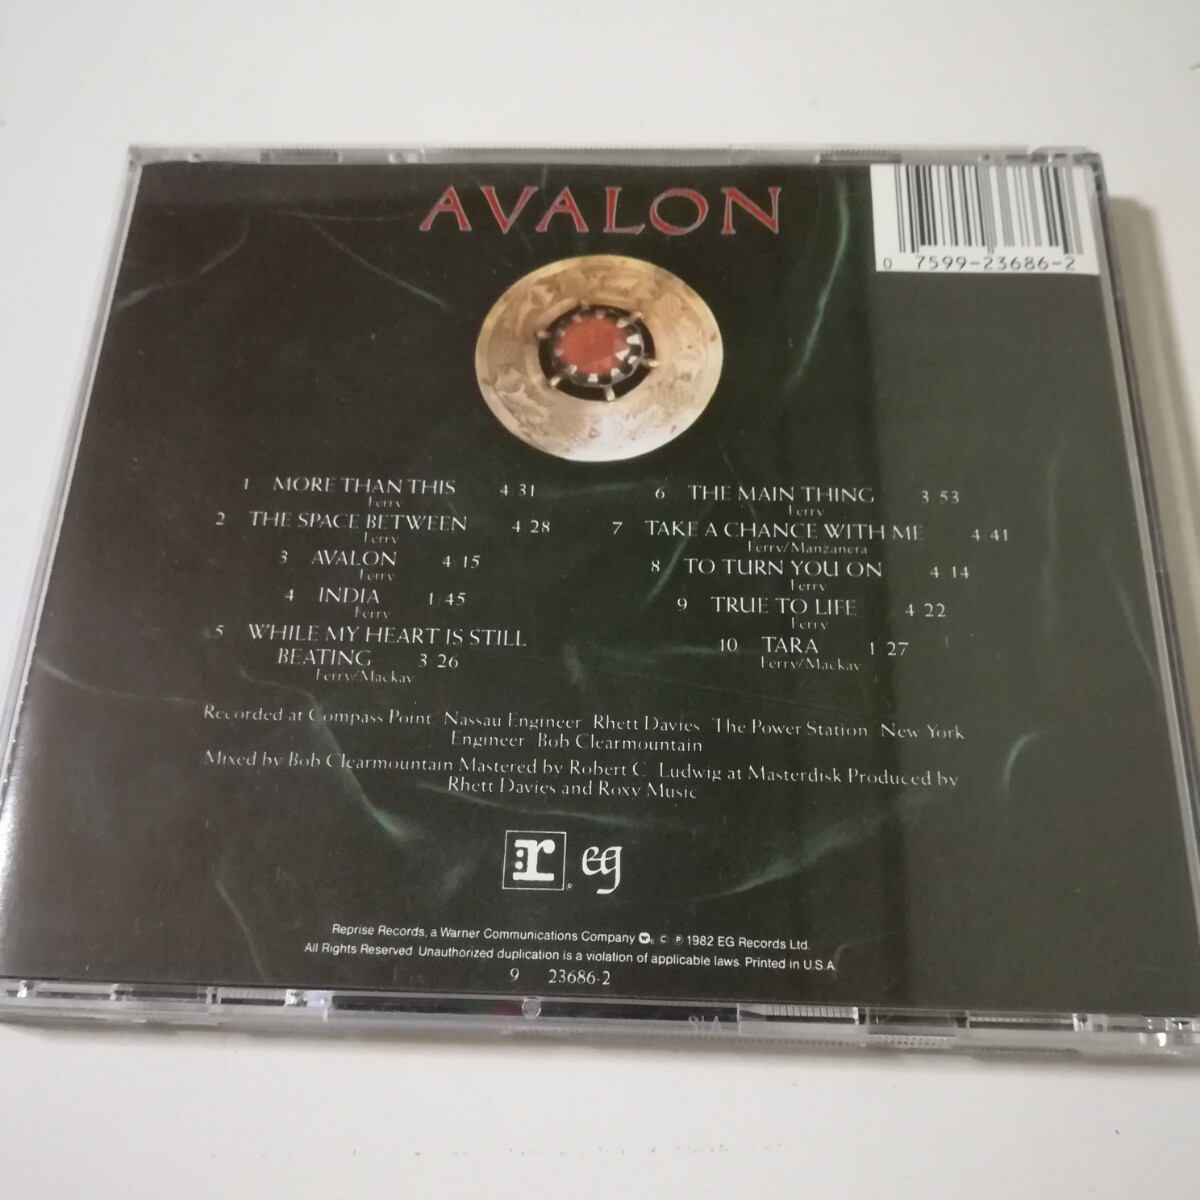 AVALON
0 7599-23686-2
1 MORE THAN THIS 4 31
Ferry
2 THE SPACE BETWEEN 4 28
Ferry
3 AVALON 4 15
Ferry
4 INDIA 1 45
Ferry
5 WHILE MY HEART IS STILL
BEATING 3 26
Ferry/Mackay
6 THE MAIN THING 3 53
Ferry
7 TAKE A CHANCE WITH ME 4 41
Ferry/Manzanera
8 TO TURN YOU ON 4 14
Ferry
9 TRUE TO LIFE 4 22
Ferry
10 TARA 1 27
Ferry/Mackay
Recorded at Compass Point Nassau Engineer Rhett Davies The Power Station New York
Engineer Bob Clearmountain
Mixed by Bob Clearmountain Mastered by Robert C Ludwig at Masterdisk Produced by
Rhett Davies and Roxy Music
r eg
Reprise Records, a Warner Communications Company © ℗ 1982 EG Records Ltd.
All Rights Reserved. Unauthorized duplication is a violation of applicable laws. Printed in U.S.A.
9 23686-2